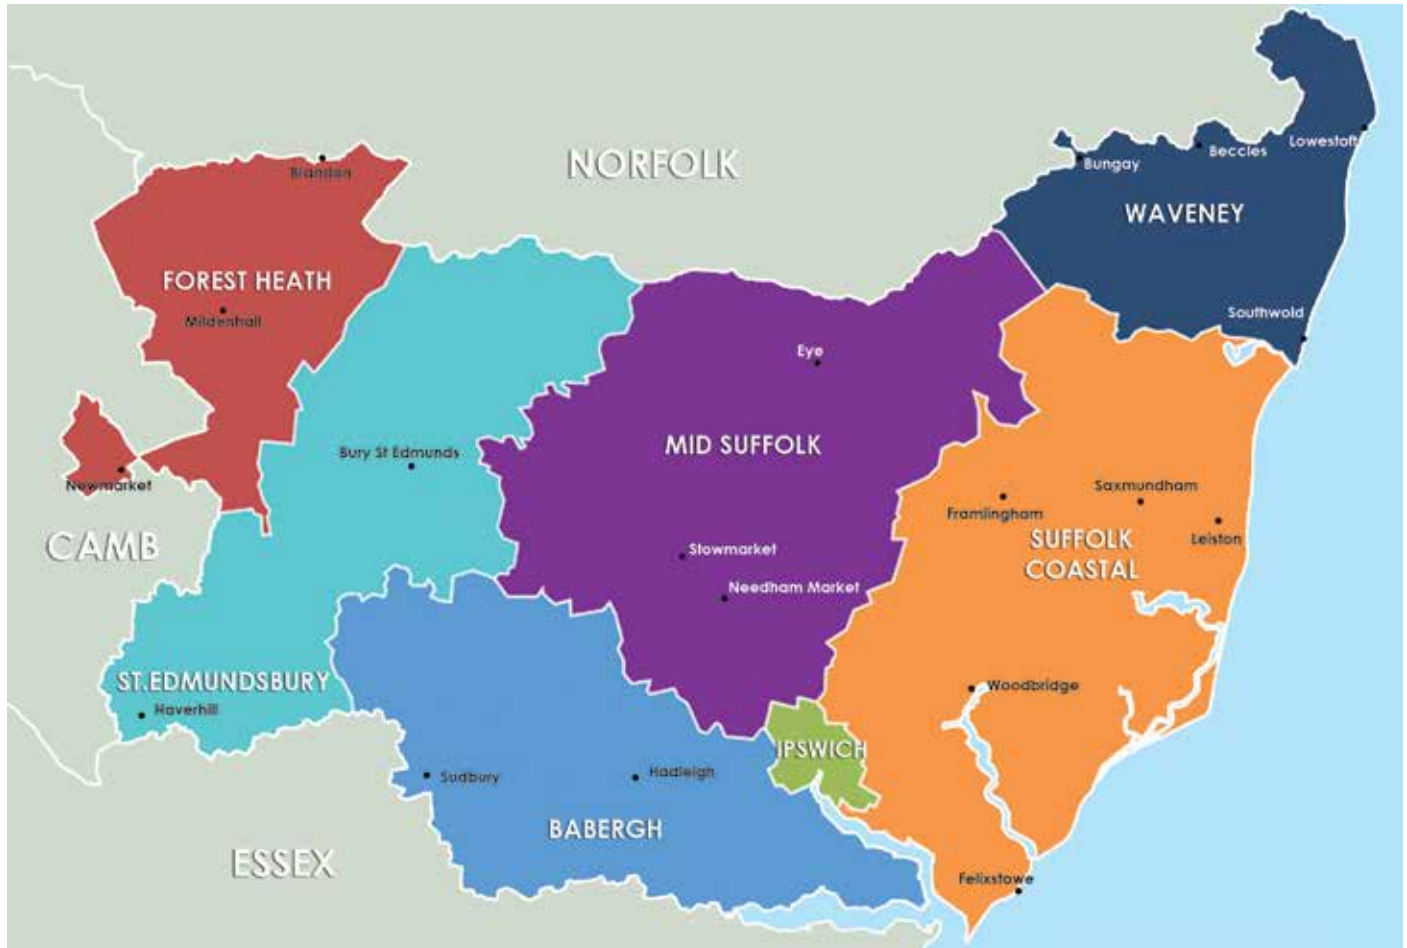 NORFOLK
Brandon
Lowestoft
Beccles
Bungay
WAVENEY
FOREST HEATH
Mildenhall
Southwold
Eye
MID SUFFOLK
Bury St Edmunds
Newmarket
Saxmundham
Framlingham
CAMB
SUFFOLK
COASTAL
Leiston
Stowmarket
Needham Market
ST.EDMUNDSBURY
Haverhill
Woodbridge
IPSWICH
Sudbury
Hadleigh
BABERGH
ESSEX
Felixstowe